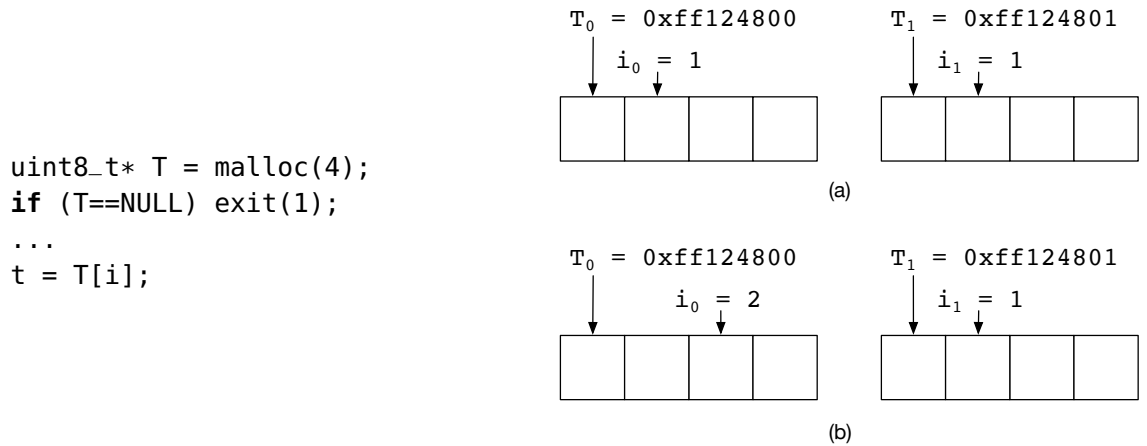 uint8_t* T = malloc(4);
if (T==NULL) exit(1);
...
t = T[i];
T₀ = 0xff124800
T₁ = 0xff124801
i₀ = 1
i₁ = 1
(a)
T₀ = 0xff124800
T₁ = 0xff124801
i₀ = 2
i₁ = 1
(b)